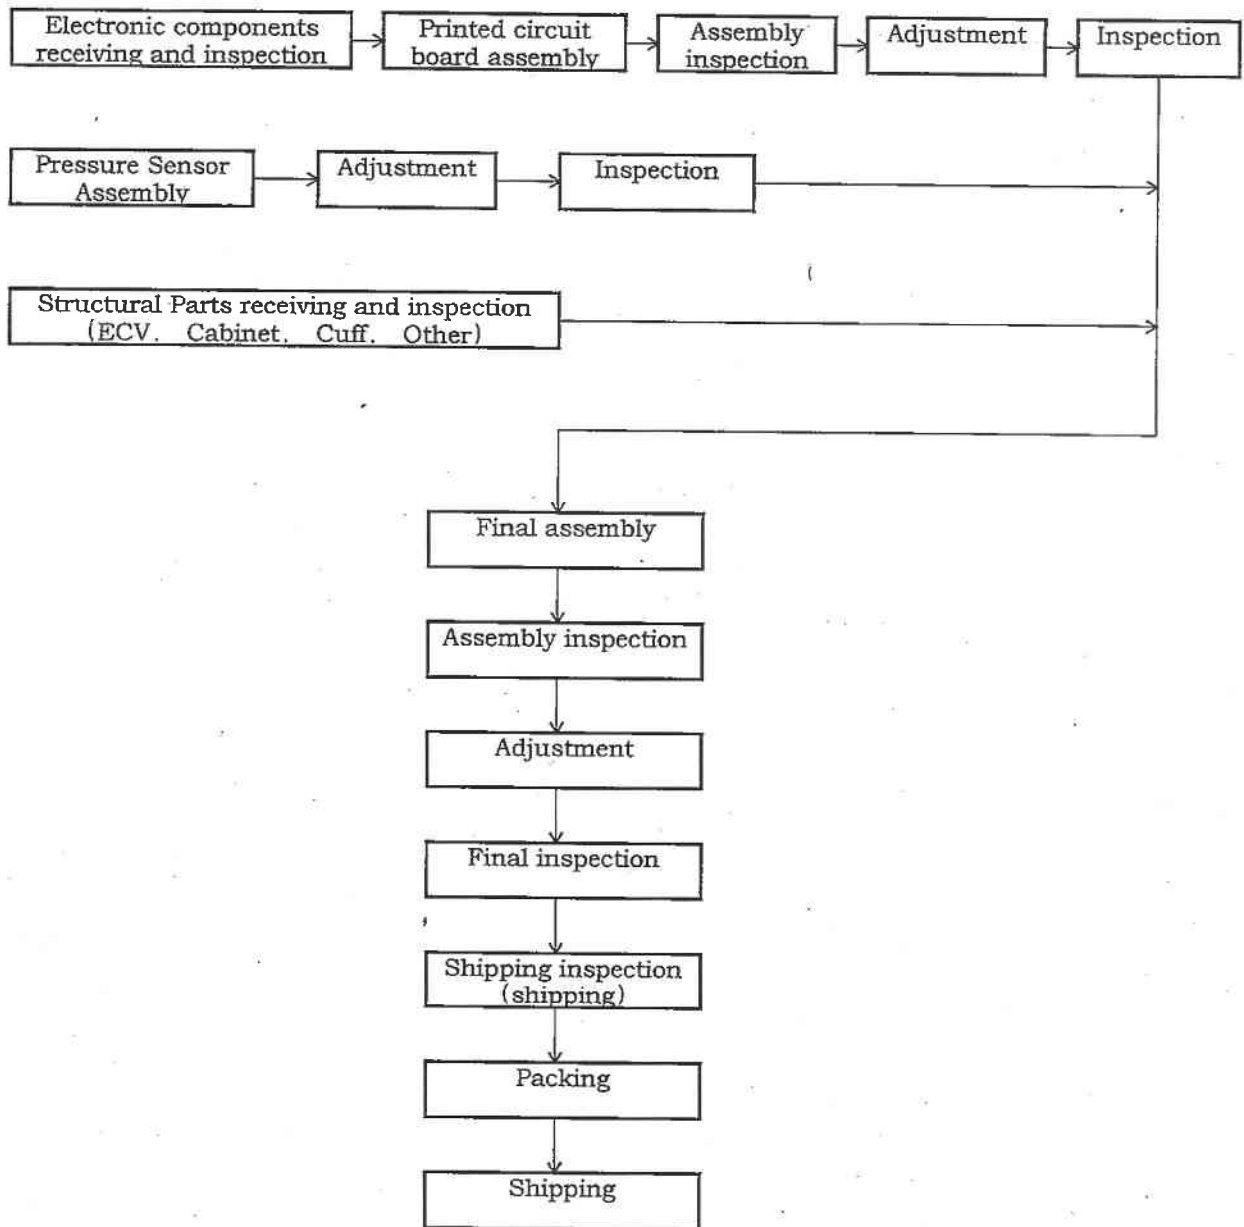 Electronic components
receiving and inspection
Printed circuit
board assembly
Assembly
inspection
Adjustment
Inspection
Pressure Sensor
Assembly
Adjustment
Inspection
Structural Parts receiving and inspection
(ECV. Cabinet. Cuff. Other)
Final assembly
Assembly inspection
Adjustment
Final inspection
Shipping inspection
(shipping)
Packing
Shipping